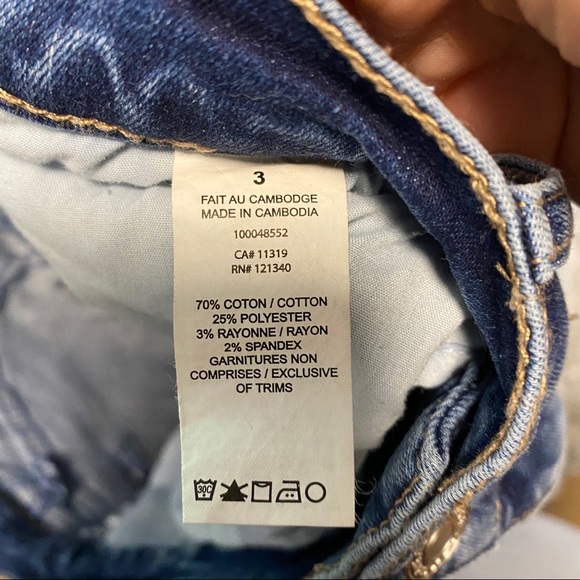 3
FAIT AU CAMBODGE
MADE IN CAMBODIA
100048552
CA# 11319
RN# 121340
70% COTON / COTTON
25% POLYESTER
3% RAYONNE / RAYON
2% SPANDEX
GARNITURES NON
COMPRISES / EXCLUSIVE
OF TRIMS
30C